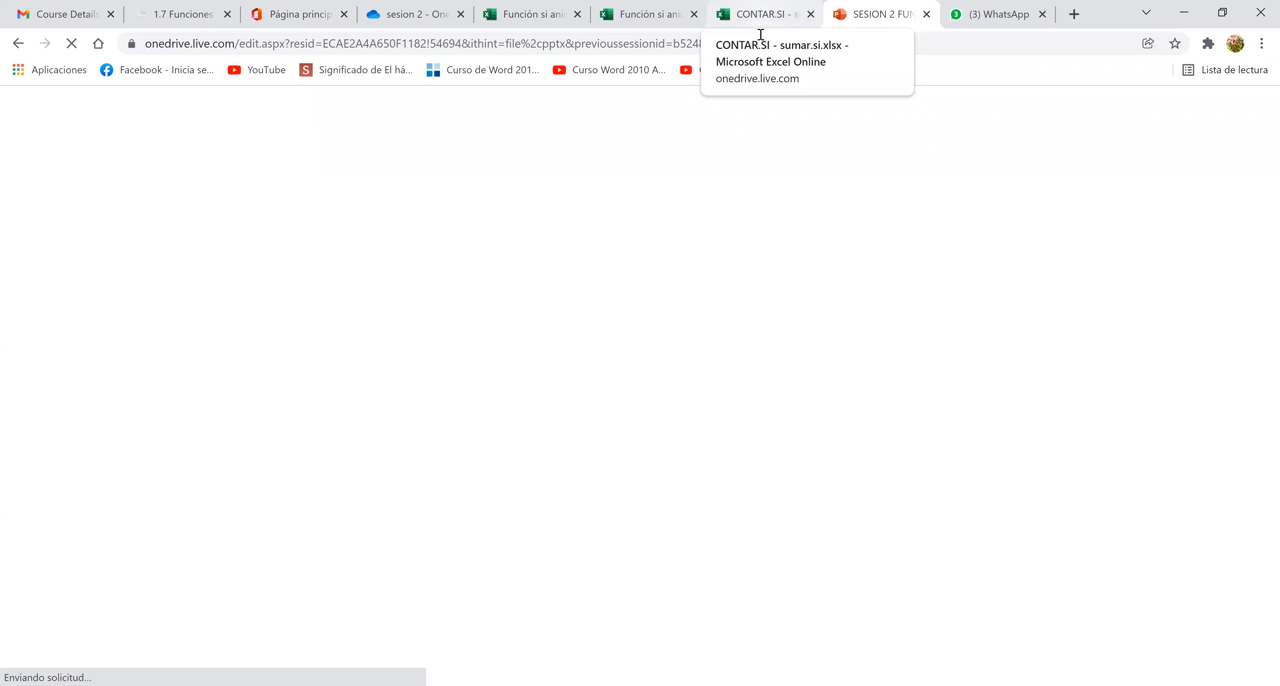 Course Details
1.7 Funciones
Página princip
sesion 2 - One
Función si ani
Función si ani
CONTAR.SI - s
SESION 2 FUN
(3) WhatsApp
onedrive.live.com/edit.aspx?resid=ECAE2A4A650F1182!54694&ithint=file%2cpptx&previoussessionid=b5248
CONTAR.SI - sumar.si.xlsx -
Microsoft Excel Online
onedrive.live.com
Aplicaciones
Facebook - Inicia se...
YouTube
Significado de El há...
Curso de Word 201...
Curso Word 2010 A...
Lista de lectura
Enviando solicitud...